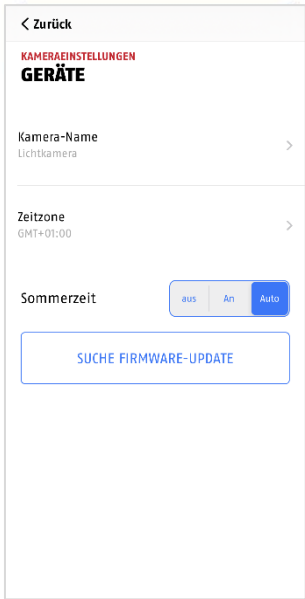 Zurück
KAMERAEINSTELLUNGEN
GERÄTE
Kamera-Name
Lichtkamera
Zeitzone
GMT+01:00
Sommerzeit aus An Auto
SUCHE FIRMWARE-UPDATE